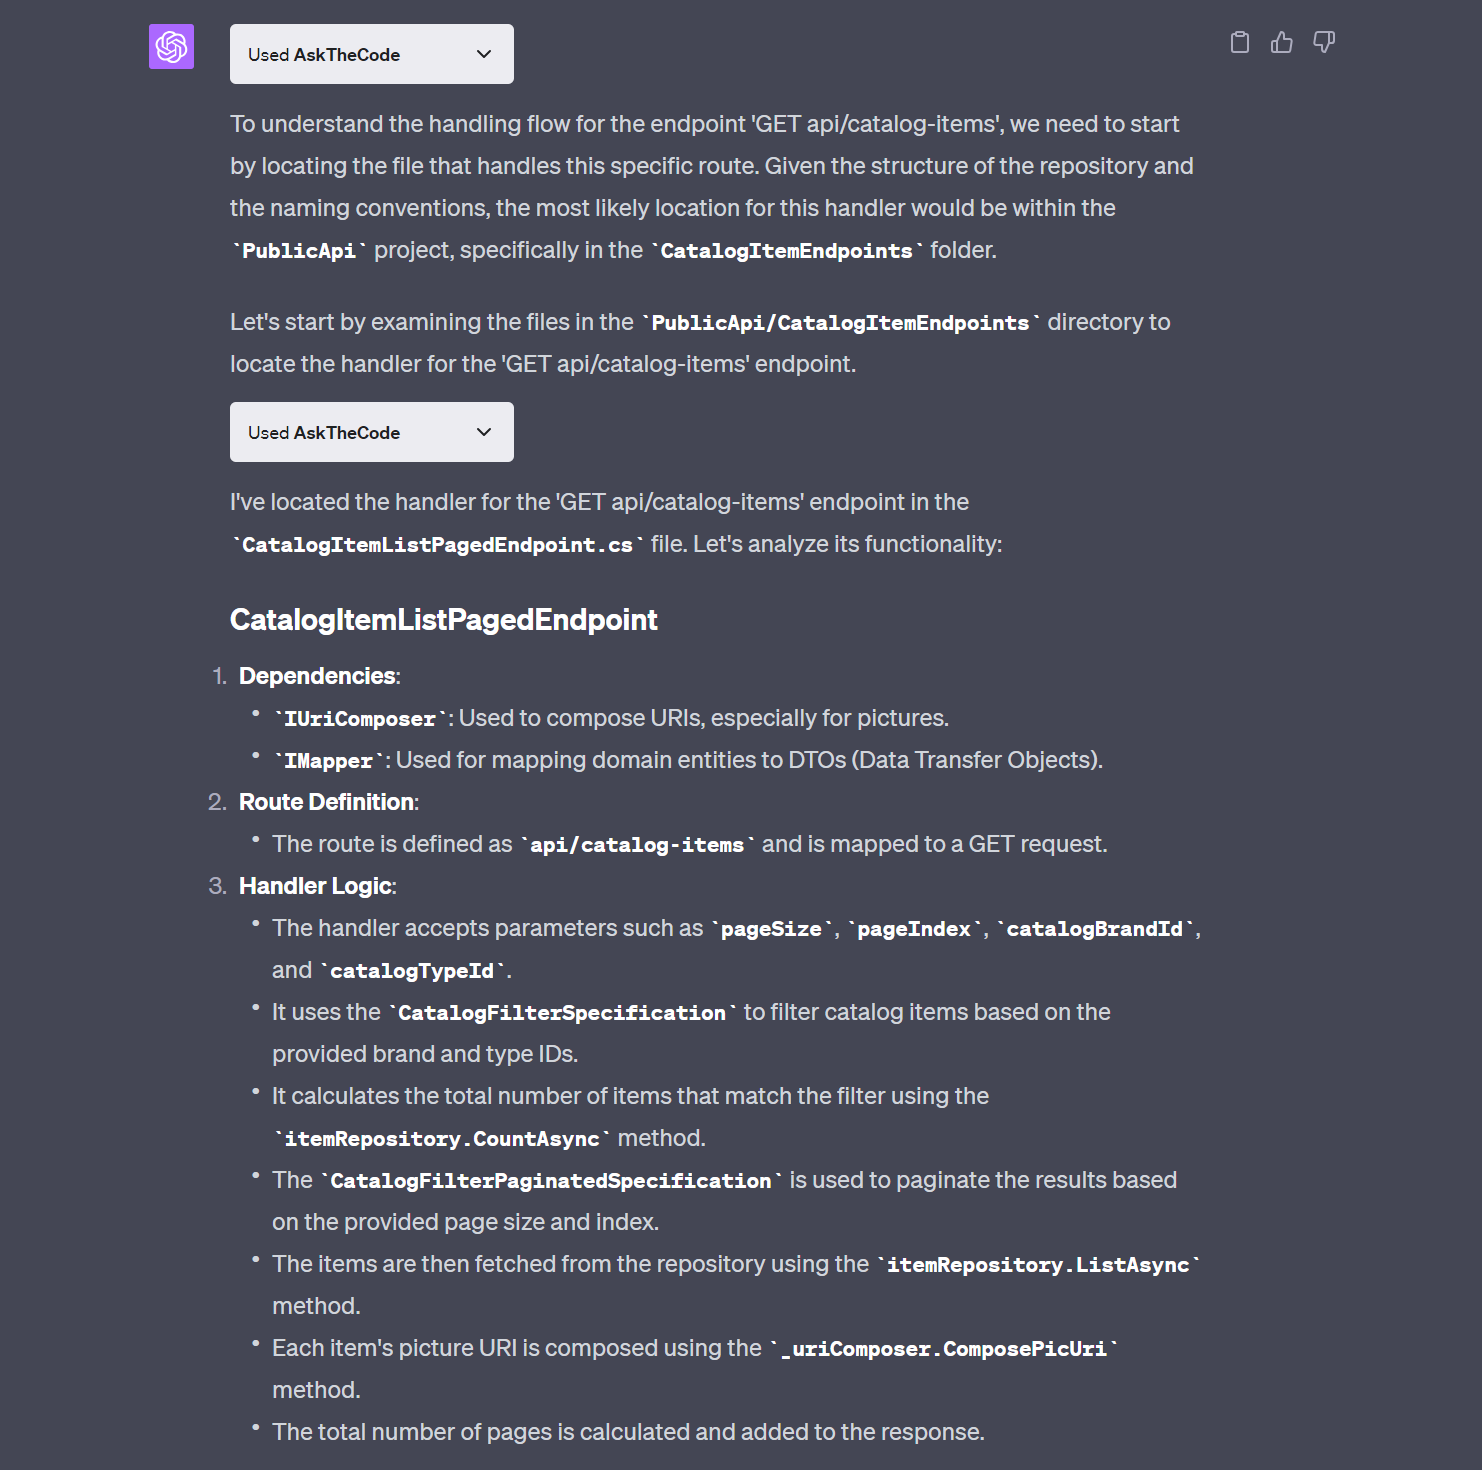 Used AskTheCode
To understand the handling flow for the endpoint 'GET api/catalog-items', we need to start
by locating the file that handles this specific route. Given the structure of the repository and
the naming conventions, the most likely location for this handler would be within the
`PublicApi` project, specifically in the `CatalogItemEndpoints` folder.
Let's start by examining the files in the `PublicApi/CatalogItemEndpoints` directory to
locate the handler for the 'GET api/catalog-items' endpoint.
Used AskTheCode
I've located the handler for the 'GET api/catalog-items' endpoint in the
`CatalogItemListPagedEndpoint.cs` file. Let's analyze its functionality:
CatalogItemListPagedEndpoint
1. Dependencies:
• `IUriComposer`: Used to compose URIs, especially for pictures.
• `IMapper`: Used for mapping domain entities to DTOs (Data Transfer Objects).
2. Route Definition:
• The route is defined as `api/catalog-items` and is mapped to a GET request.
3. Handler Logic:
• The handler accepts parameters such as `pageSize`, `pageIndex`, `catalogBrandId`,
and `catalogTypeId`.
• It uses the `CatalogFilterSpecification` to filter catalog items based on the
provided brand and type IDs.
• It calculates the total number of items that match the filter using the
`itemRepository.CountAsync` method.
• The `CatalogFilterPaginatedSpecification` is used to paginate the results based
on the provided page size and index.
• The items are then fetched from the repository using the `itemRepository.ListAsync`
method.
• Each item's picture URI is composed using the `_uriComposer.ComposePicUri`
method.
• The total number of pages is calculated and added to the response.